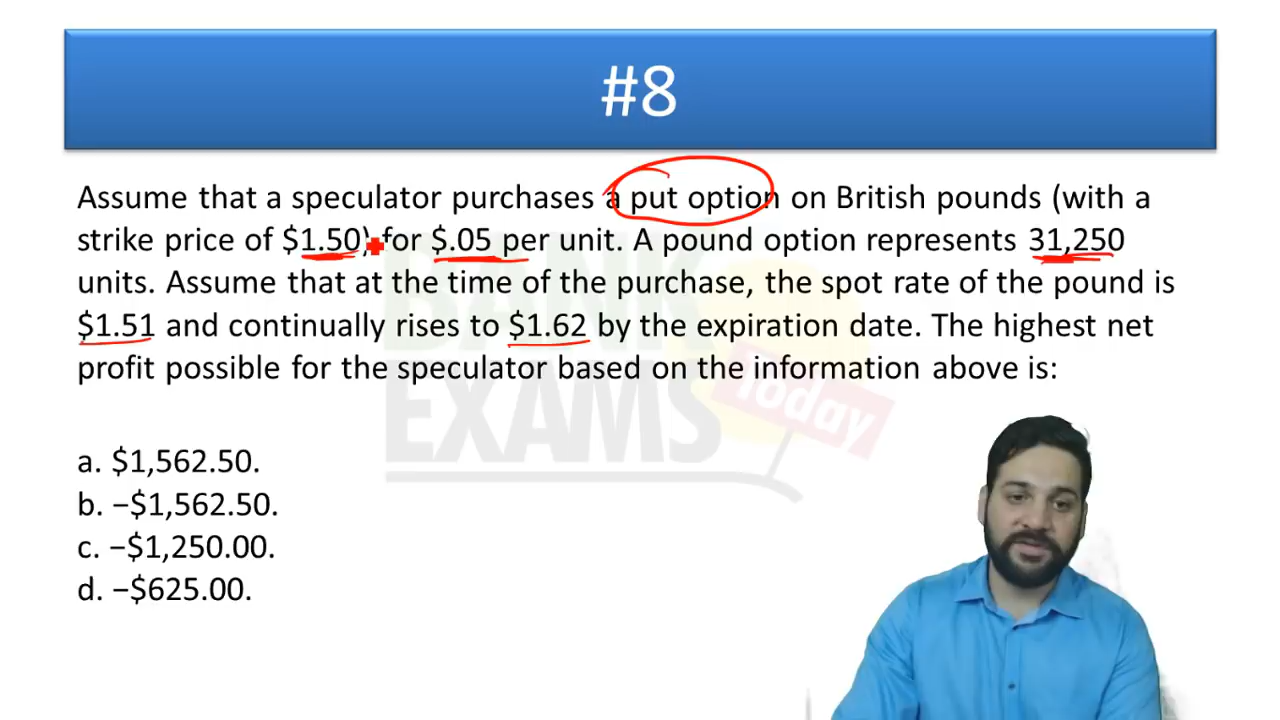 #8
Assume that a speculator purchases a put option on British pounds (with a
strike price of $1.50) for $.05 per unit. A pound option represents 31,250
units. Assume that at the time of the purchase, the spot rate of the pound is
$1.51 and continually rises to $1.62 by the expiration date. The highest net
profit possible for the speculator based on the information above is:
BANK
EXAMS
Today
a. $1,562.50.
b. −$1,562.50.
c. −$1,250.00.
d. −$625.00.